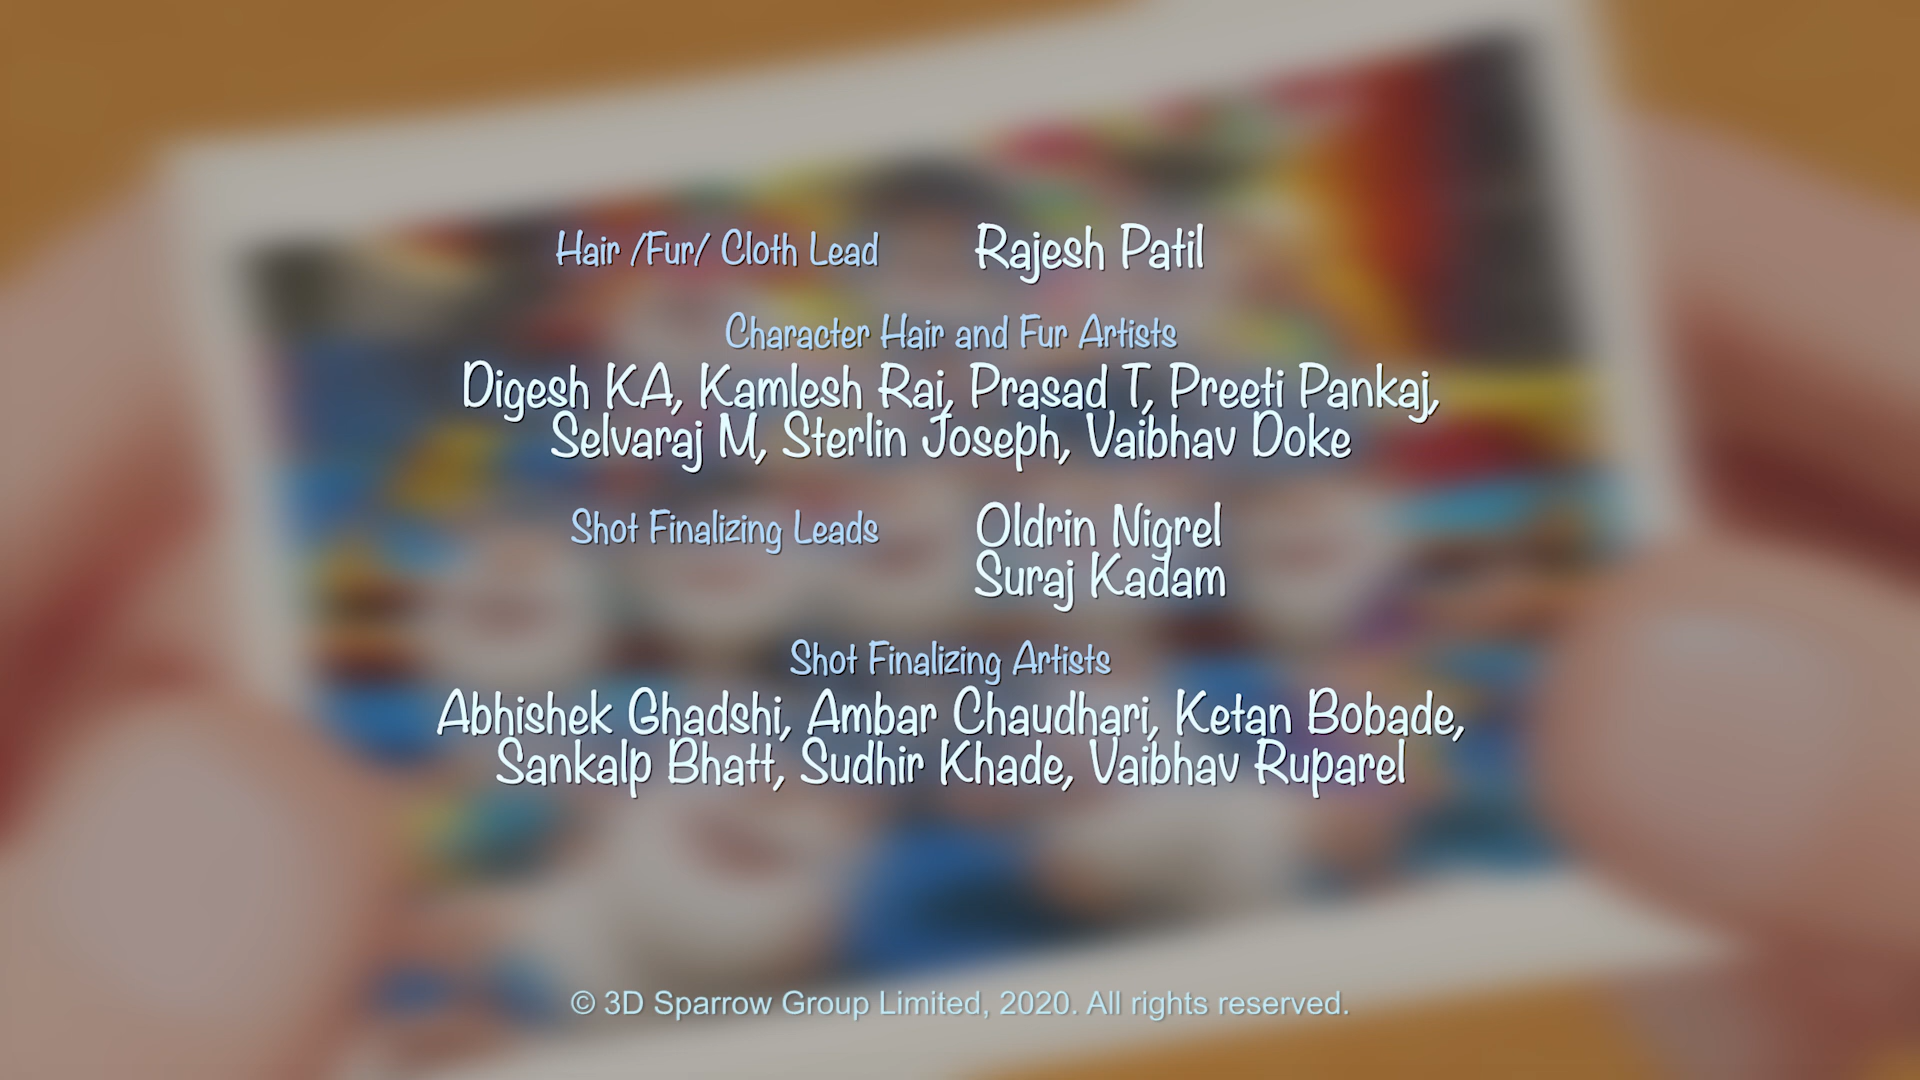 Hair /Fur/ Cloth Lead Rajesh Patil
Character Hair and Fur Artists
Digesh KA, Kamlesh Raj, Prasad T, Preeti Pankaj,
Selvaraj M, Sterlin Joseph, Vaibhav Doke
Shot Finalizing Leads Oldrin Nigrel
Suraj Kadam
Shot Finalizing Artists
Abhishek Ghadshi, Ambar Chaudhari, Ketan Bobade,
Sankalp Bhatt, Sudhir Khade, Vaibhav Ruparel
© 3D Sparrow Group Limited, 2020. All rights reserved.